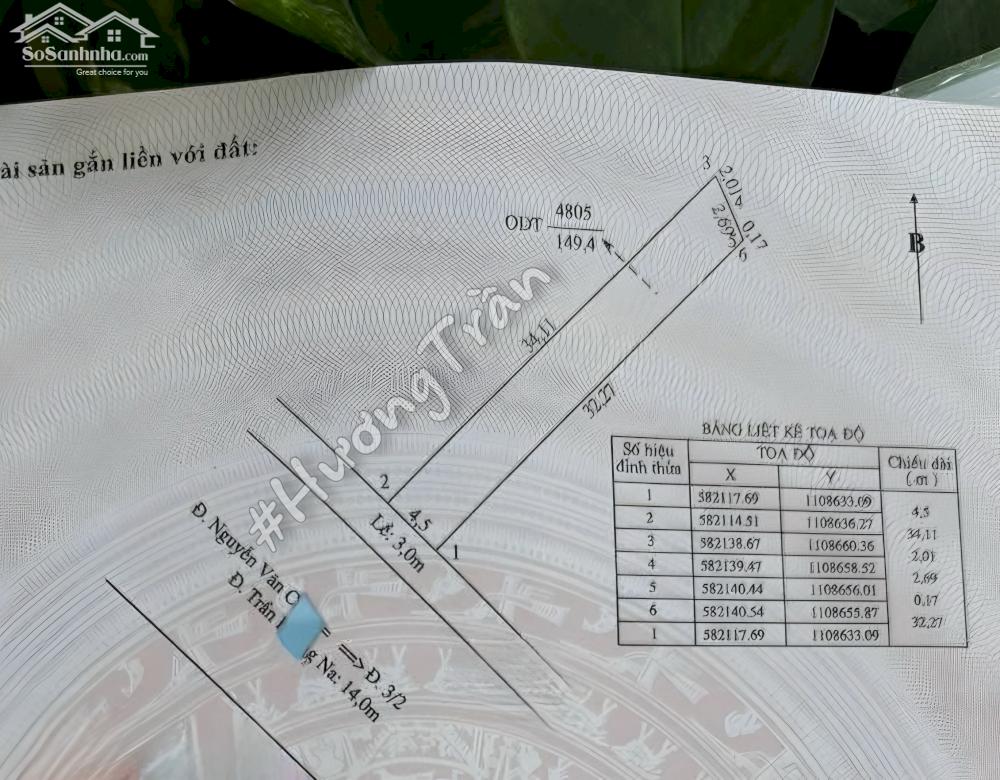 SoSanhnha.com
Great choice for you
ài sản gắn liền với đất:
3
2,01
4
0,17
2,69
6
ODT 4805
149,4
B
34,11
32,27
#HươngTrần
2
4,5
1
Lề: 3,0m
Đ. Nguyễn Văn C
Đ. Trần
==> Đ. 3/2
g Na: 14,0m
BẢNG LIỆT KÊ TOẠ ĐỘ
Số hiệu đỉnh thửa TOẠ ĐỘ Chiều dài (m)
X Y
1 582117.69 1108633.09
4,5
2 582114.51 1108636.27
34,11
3 582138.67 1108660.36
2,01
4 582139.47 1108658.52
2,69
5 582140.44 1108656.01
0,17
6 582140.54 1108655.87
32,27
1 582117.69 1108633.09